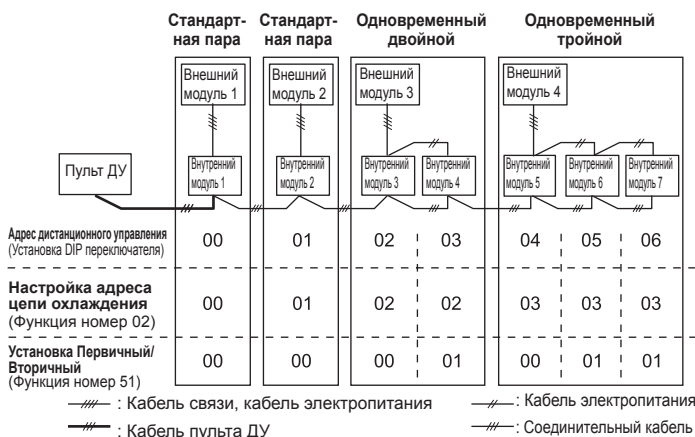 Стандарт-
ная пара
Стандарт-
ная пара
Одновременный
двойной
Одновременный
тройной
Внешний
модуль 1
Внешний
модуль 2
Внешний
модуль 3
Внешний
модуль 4
Пульт ДУ
Внутренний
модуль 1
Внутренний
модуль 2
Внутренний
модуль 3
Внутренний
модуль 4
Внутренний
модуль 5
Внутренний
модуль 6
Внутренний
модуль 7
Адрес дистанционного управления
(Установка DIP переключателя)
00 01 02 03 04 05 06
Настройка адреса
цепи охлаждения
(Функция номер 02)
00 01 02 02 03 03 03
Установка Первичный/
Вторичный
(Функция номер 51)
00 00 00 01 00 01 01
: Кабель связи, кабель электропитания
: Кабель электропитания
: Кабель пульта ДУ
: Соединительный кабель